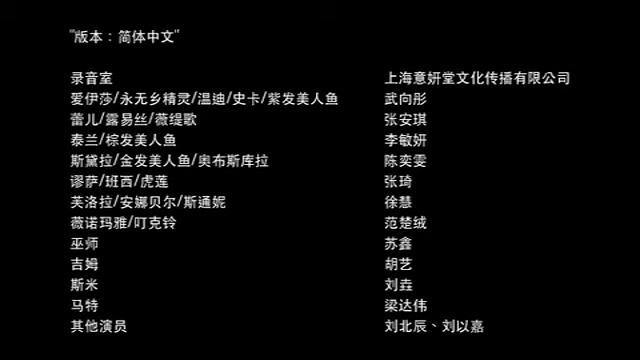 "版本：简体中文"
录音室 上海意妍堂文化传播有限公司
爱伊莎/永无乡精灵/温迪/史卡/紫发美人鱼 武向彤
蕾儿/露易丝/薇缇歌 张安琪
泰兰/棕发美人鱼 李敏妍
斯黛拉/金发美人鱼/奥布斯库拉 陈奕雯
谬萨/班西/虎莲 张琦
芙洛拉/安娜贝尔/斯通妮 徐慧
薇诺玛雅/叮克铃 范楚绒
巫师 苏鑫
吉姆 胡艺
斯米 刘垚
马特 梁达伟
其他演员 刘北辰、刘以嘉